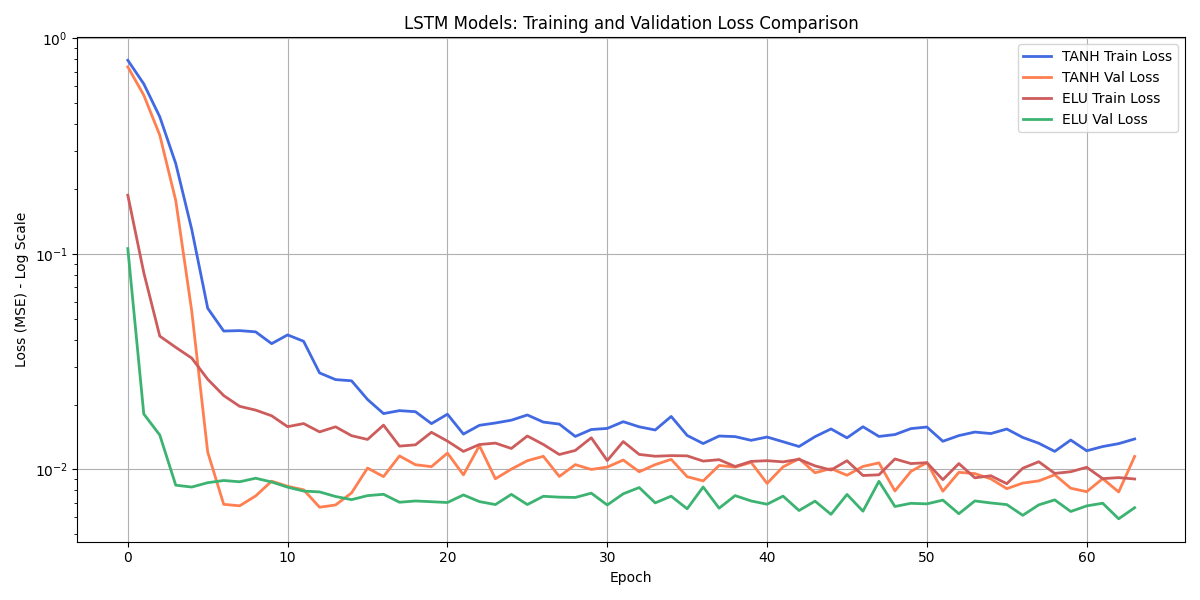 LSTM Models: Training and Validation Loss Comparison
TANH Train Loss
TANH Val Loss
ELU Train Loss
ELU Val Loss
Loss (MSE) - Log Scale
10⁰
10⁻¹
10⁻²
0 10 20 30 40 50 60
Epoch